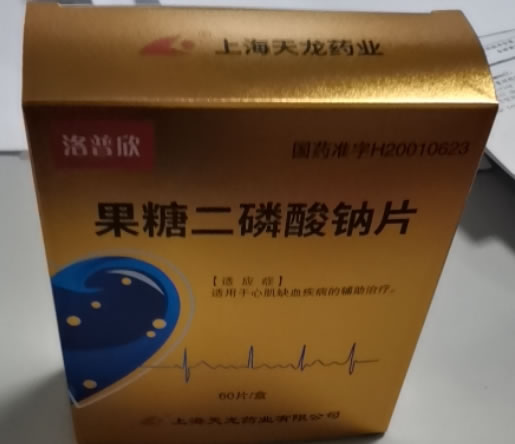 上海天龙药业
洛普欣
国药准字H20010623
果糖二磷酸钠片
【适应症】
适用于心肌缺血疾病的辅助治疗。
60片/盒
上海天龙药业有限公司